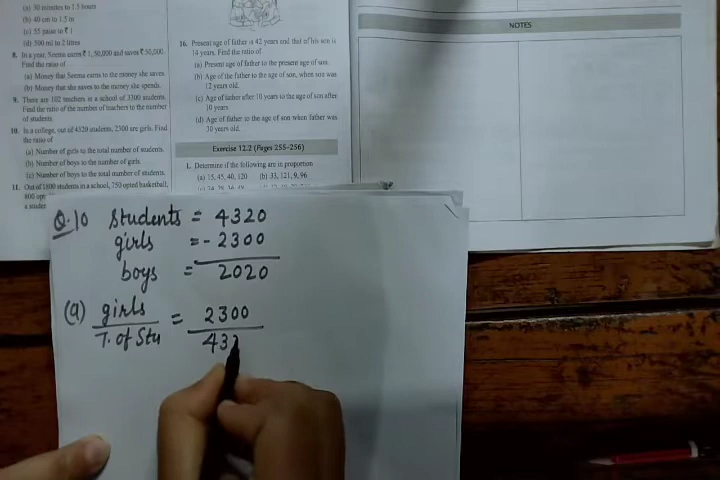 (a) 30 minutes to 1.5 hours
(b) 40 cm to 1.5 m
(c) 55 paise to ₹ 1
(d) 500 ml to 2 litres
8. In a year, Seema earns ₹ 1,50,000 and saves ₹ 50,000.
Find the ratio of
(a) Money that Seema earns to the money she saves.
(b) Money that she saves to the money she spends.
9. There are 102 teachers in a school of 3300 students.
Find the ratio of the number of teachers to the number
of students.
10. In a college, out of 4320 students, 2300 are girls. Find
the ratio of
(a) Number of girls to the total number of students.
(b) Number of boys to the number of girls.
(c) Number of boys to the total number of students.
11. Out of 1800 students in a school, 750 opted basketball,
800 opt
a studen
16. Present age of father is 42 years and that of his son is
14 years. Find the ratio of
(a) Present age of father to the present age of son.
(b) Age of the father to the age of son, when son was
12 years old.
(c) Age of father after 10 years to the age of son after
10 years.
(d) Age of father to the age of son when father was
30 years old.
Exercise 12.2 (Pages 255-256)
1. Determine if the following are in proportion.
(a) 15, 45, 40, 120 (b) 33, 121, 9, 96
NOTES
Q.10 Students = 4320
girls = - 2300
boys = 2020
(a) girls = 2300
T. of Stu 432